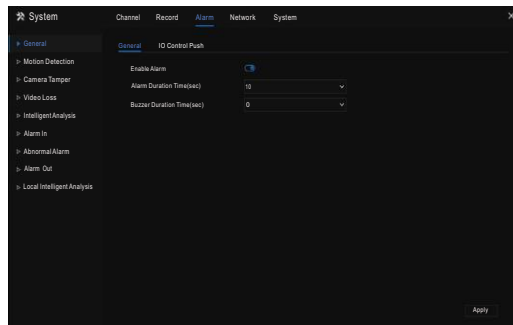 System
Channel Record Alarm Network System X
General
Motion Detection
Camera Tamper
Video Loss
Intelligent Analysis
Alarm In
Abnormal Alarm
Alarm Out
Local Intelligent Analysis
General IO Control Push
Enable Alarm
Alarm Duration Time(sec) 10
Buzzer Duration Time(sec) 0
Apply